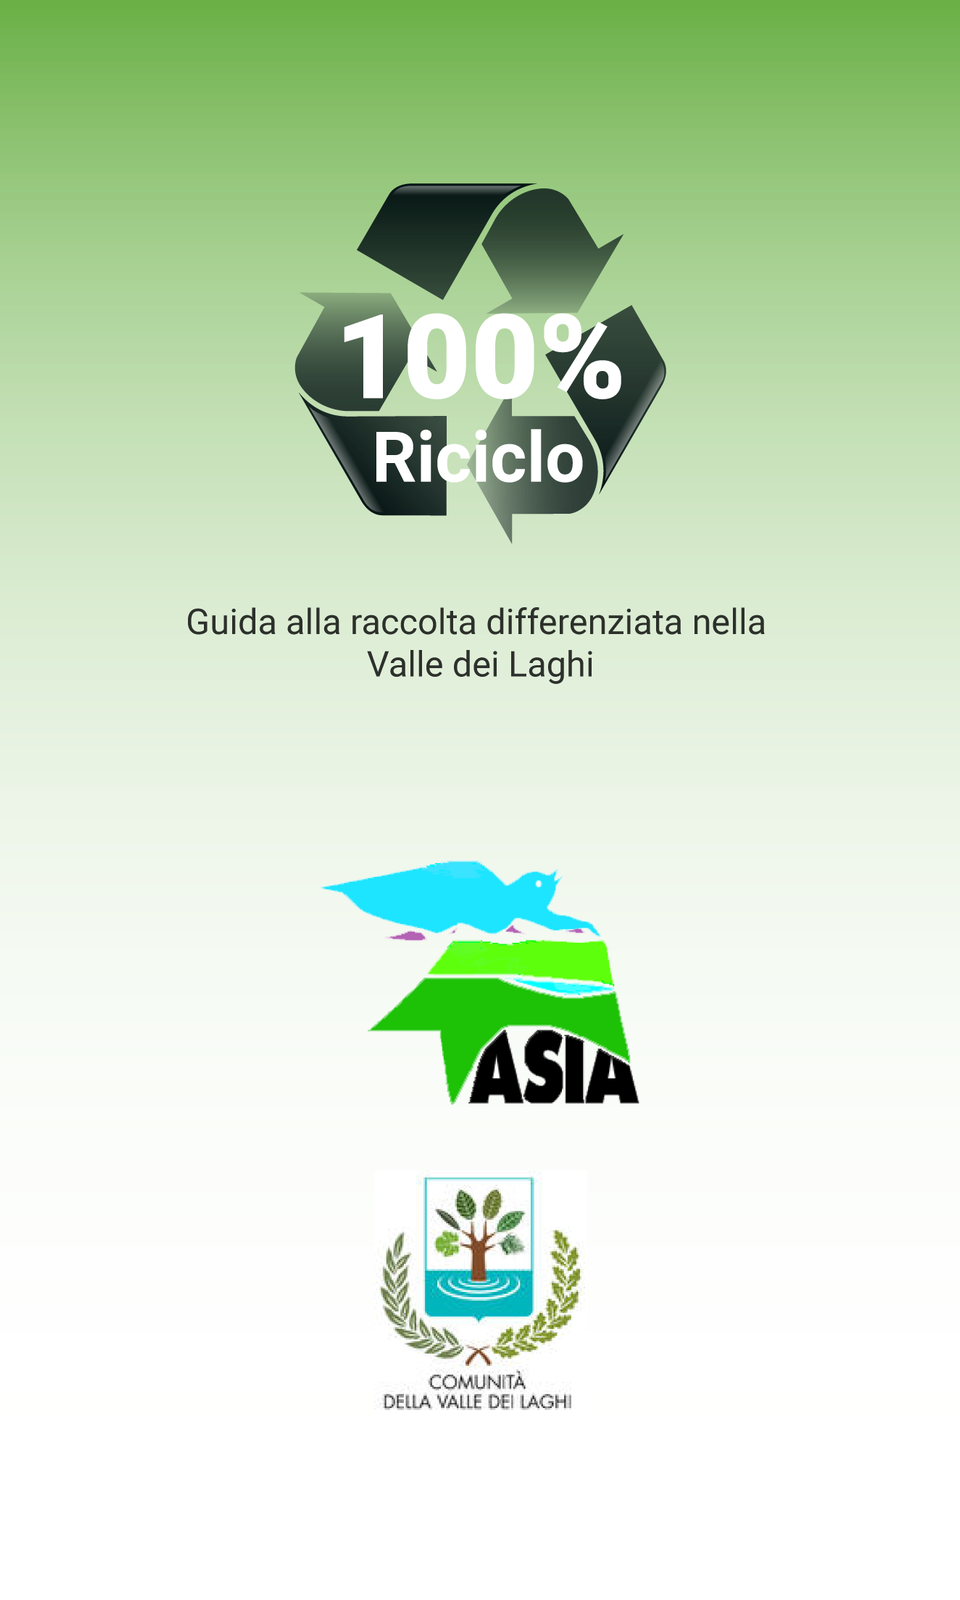 100%
Riciclo
Guida alla raccolta differenziata nella
Valle dei Laghi
ASIA
COMUNITÀ
DELLA VALLE DEI LAGHI